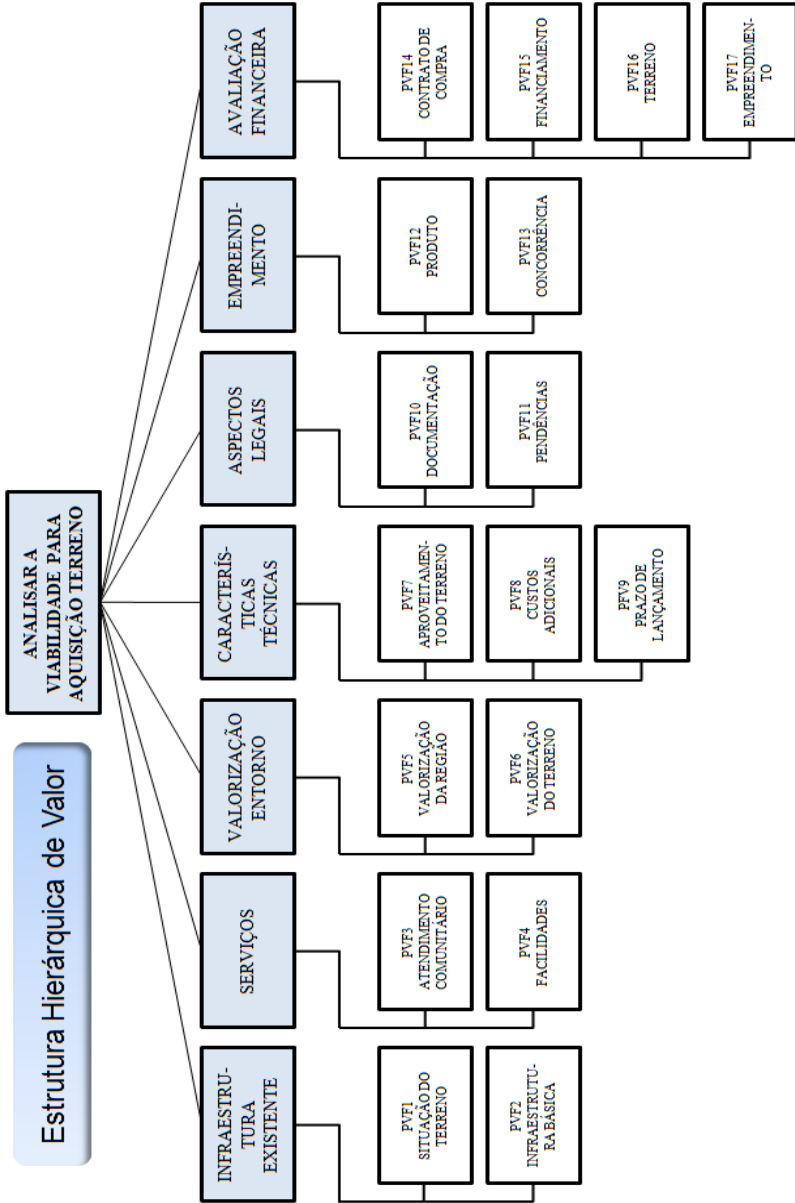 Estrutura Hierárquica de Valor
ANALISAR A
VIABILIDADE PARA
AQUISIÇÃO TERRENO
INFRAESTRU-
TURA
EXISTENTE
PVF1
SITUAÇÃO DO
TERRENO
PVF2
INFRAESTRUTU-
RA BÁSICA
SERVIÇOS
PVF3
ATENDIMENTO
COMUNITÁRIO
PVF4
FACILIDADES
VALORIZAÇÃO
ENTORNO
PVF5
VALORIZAÇÃO
DA REGIÃO
PVF6
VALORIZAÇÃO
DO TERRENO
CARACTERÍS-
TICAS
TÉCNICAS
PVF7
APROVEITAMEN-
TO DO TERRENO
PVF8
CUSTOS
ADICIONAIS
PFV9
PRAZO DE
LANÇAMENTO
ASPECTOS
LEGAIS
PVF10
DOCUMENTAÇÃO
PVF11
PENDÊNCIAS
EMPREENDI-
MENTO
PVF12
PRODUTO
PVF13
CONCORRÊNCIA
AVALIAÇÃO
FINANCEIRA
PVF14
CONTRATO DE
COMPRA
PVF15
FINANCIAMENTO
PVF16
TERRENO
PVF17
EMPREENDIMEN-
TO